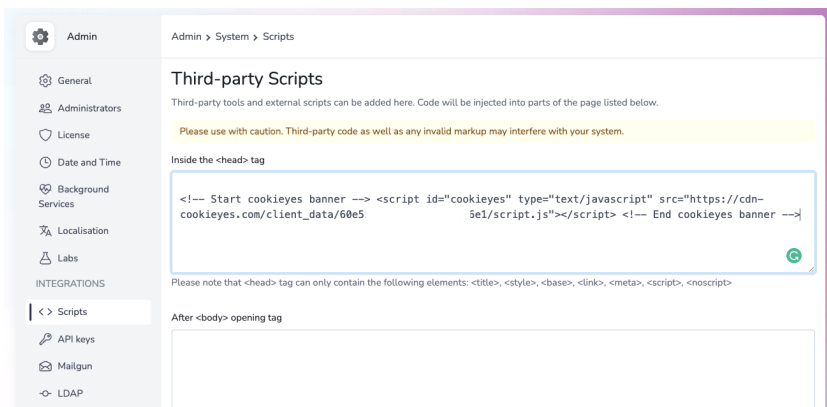 Admin
Admin > System > Scripts
General
Administrators
License
Date and Time
Background
Services
Localisation
Labs
INTEGRATIONS
< > Scripts
API keys
Mailgun
LDAP
Third-party Scripts
Third-party tools and external scripts can be added here. Code will be injected into parts of the page listed below.
Please use with caution. Third-party code as well as any invalid markup may interfere with your system.
Inside the <head> tag
<!-- Start cookieyes banner --> <script id="cookieyes" type="text/javascript" src="https://cdn-
cookieyes.com/client_data/60e5 6e1/script.js"></script> <!-- End cookieyes banner -->
Please note that <head> tag can only contain the following elements: <title>, <style>, <base>, <link>, <meta>, <script>, <noscript>
After <body> opening tag